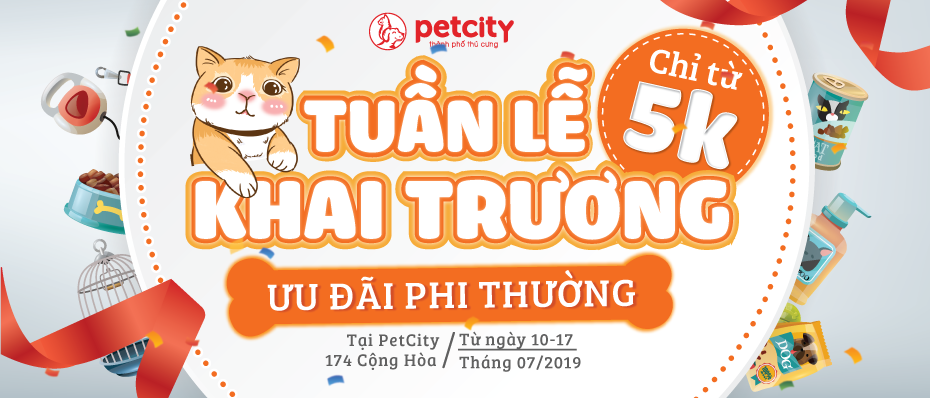 petcity
thành phố thú cưng
TUẦN LỄ
KHAI TRƯƠNG
Chỉ từ
5k
ƯU ĐÃI PHI THƯỜNG
Tại PetCity
174 Cộng Hòa
Từ ngày 10-17
Tháng 07/2019
DOG